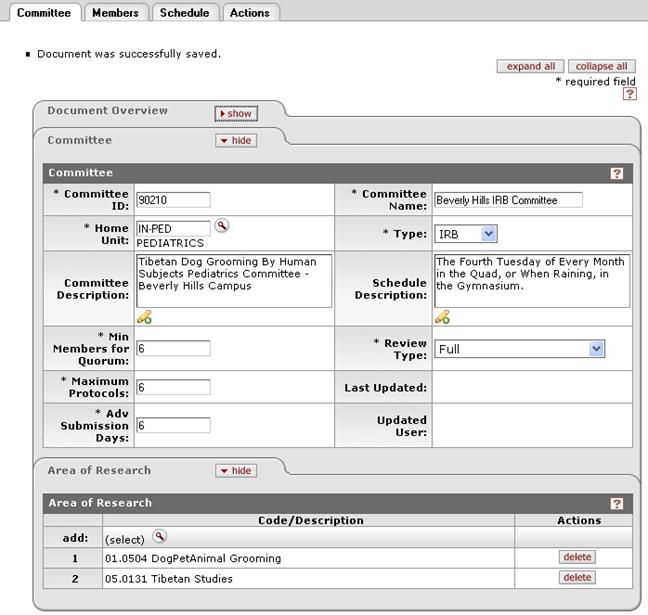 Committee Members Schedule Actions
Document was successfully saved.
expand all collapse all
* required field
?
Document Overview show
Committee hide
Committee ?
* Committee ID: 90210 * Committee Name: Beverly Hills IRB Committee
* Home Unit: IN-PED PEDIATRICS * Type: IRB
Committee Description: Tibetan Dog Grooming By Human
Subjects Pediatrics Committee -
Beverly Hills Campus
Schedule Description: The Fourth Tuesday of Every Month
in the Quad, or When Raining, in
the Gymnasium.
* Min Members for Quorum: 6 * Review Type: Full
* Maximum Protocols: 6 Last Updated:
* Adv Submission Days: 6 Updated User:
Area of Research hide
Area of Research ?
Code/Description Actions
add: (select)
1 01.0504 DogPetAnimal Grooming delete
2 05.0131 Tibetan Studies delete